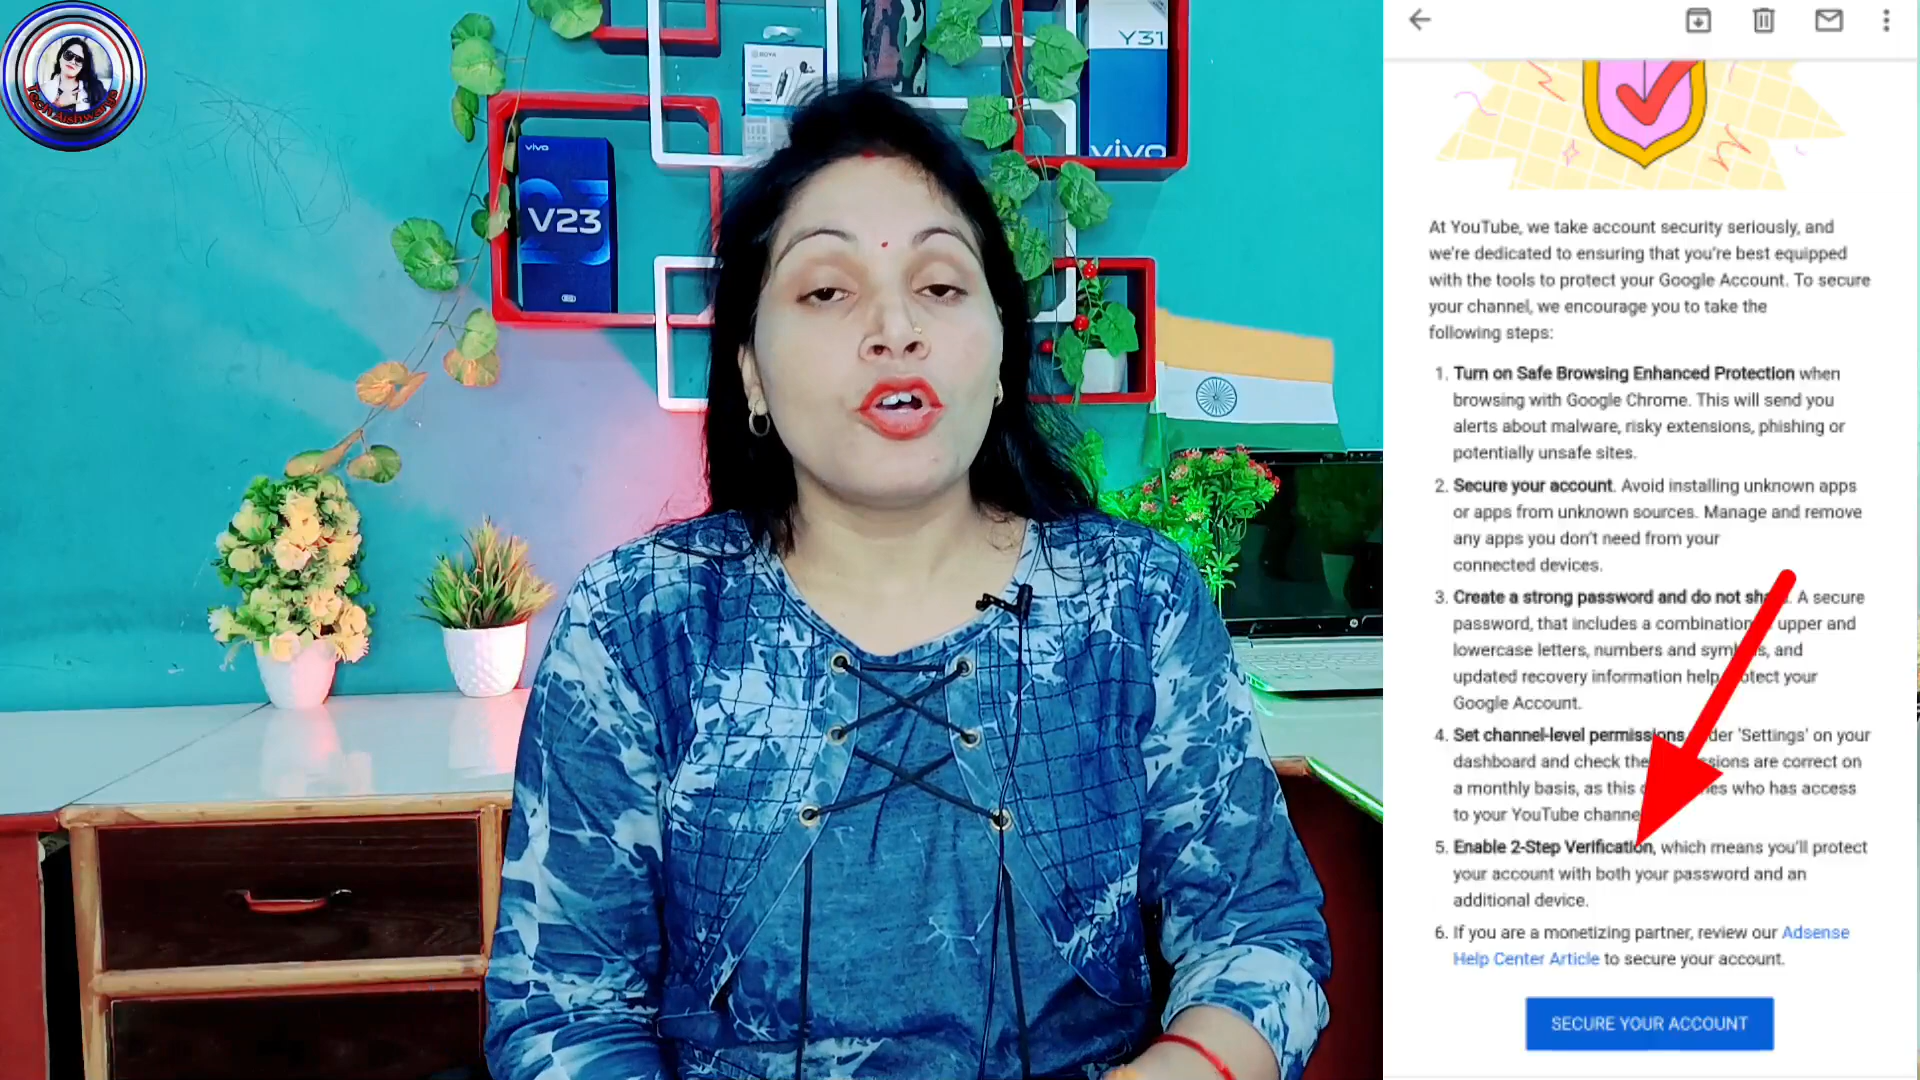 Tech Aishwarya
BOYA
Y31
vivo
vivo
V23
At YouTube, we take account security seriously, and
we're dedicated to ensuring that you're best equipped
with the tools to protect your Google Account. To secure
your channel, we encourage you to take the
following steps:
1. Turn on Safe Browsing Enhanced Protection when
browsing with Google Chrome. This will send you
alerts about malware, risky extensions, phishing or
potentially unsafe sites.
2. Secure your account. Avoid installing unknown apps
or apps from unknown sources. Manage and remove
any apps you don't need from your
connected devices.
3. Create a strong password and do not sha. A secure
password, that includes a combination upper and
lowercase letters, numbers and symb s, and
updated recovery information help otect your
Google Account.
4. Set channel-level permissions der 'Settings' on your
dashboard and check the ssions are correct on
a monthly basis, as this who has access
to your YouTube channe
5. Enable 2-Step Verification, which means you'll protect
your account with both your password and an
additional device.
6. If you are a monetizing partner, review our Adsense
Help Center Article to secure your account.
SECURE YOUR ACCOUNT